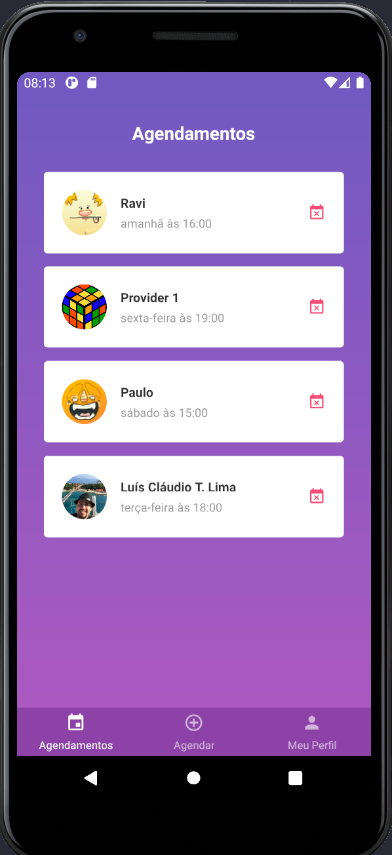 08:13
Agendamentos
Ravi
amanhã às 16:00
Provider 1
sexta-feira às 19:00
Paulo
sábado às 15:00
Luís Cláudio T. Lima
terça-feira às 18:00
Agendamentos
Agendar
Meu Perfil